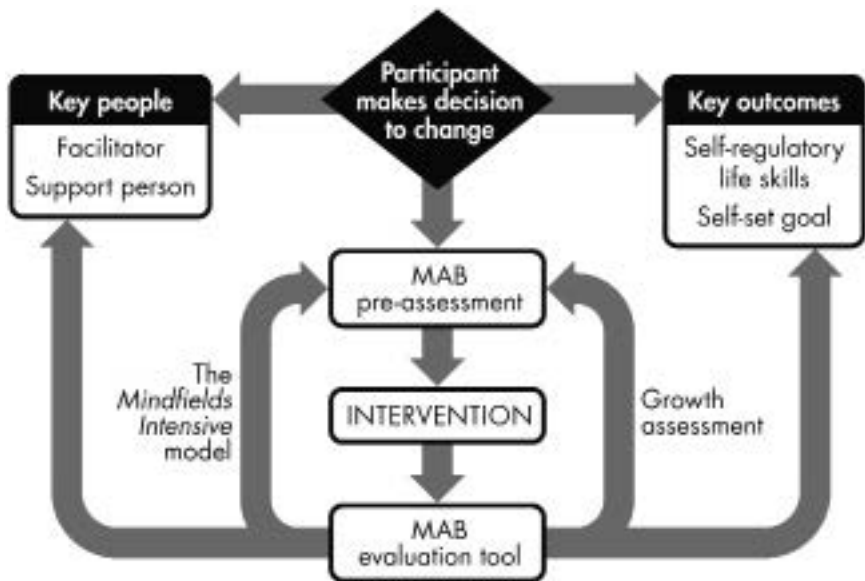 Participant
makes decision
to change
Key people
Facilitator
Support person
Key outcomes
Self-regulatory
life skills
Self-set goal
MAB
pre-assessment
The
Mindfields
Intensive
model
INTERVENTION
Growth
assessment
MAB
evaluation tool